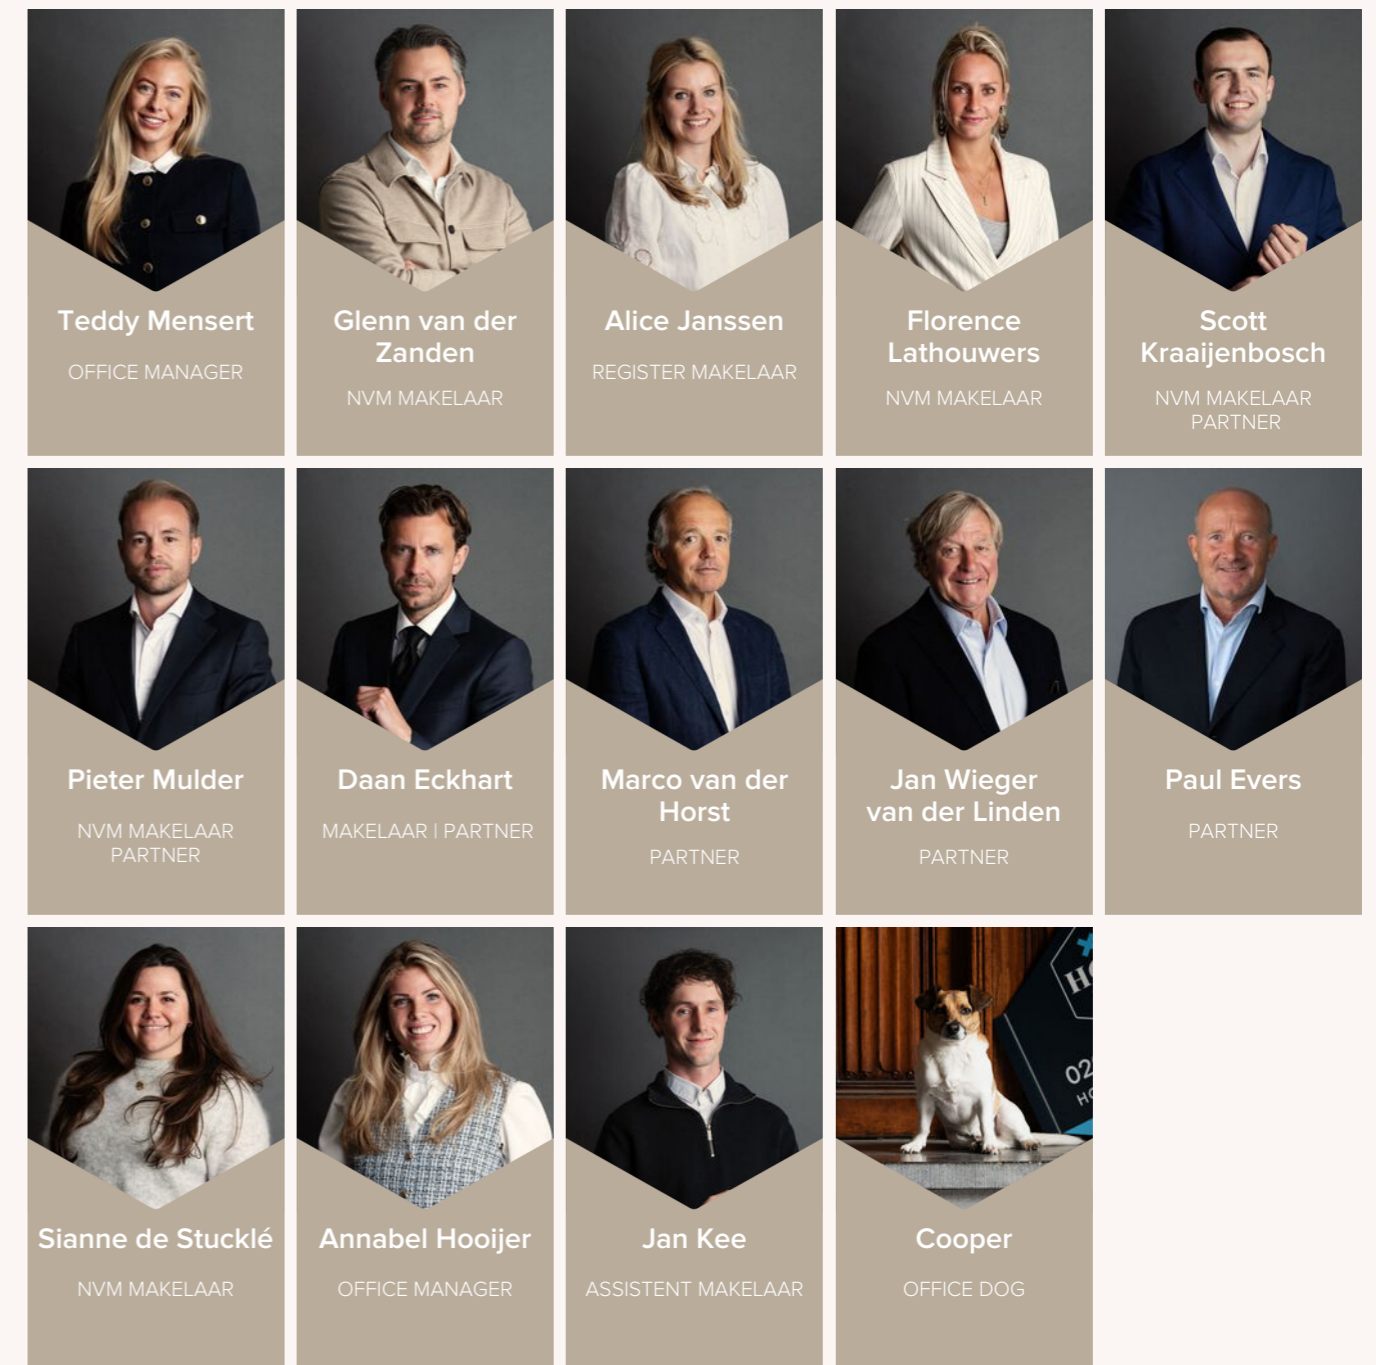 Teddy Mensert
OFFICE MANAGER
Glenn van der
Zanden
NVM MAKELAAR
Alice Janssen
REGISTER MAKELAAR
Florence
Lathouwers
NVM MAKELAAR
Scott
Kraaijenbosch
NVM MAKELAAR
PARTNER
Pieter Mulder
NVM MAKELAAR
PARTNER
Daan Eckhart
MAKELAAR | PARTNER
Marco van der
Horst
PARTNER
Jan Wieger
van der Linden
PARTNER
Paul Evers
PARTNER
Sianne de Stucklé
NVM MAKELAAR
Annabel Hooijer
OFFICE MANAGER
Jan Kee
ASSISTENT MAKELAAR
Cooper
OFFICE DOG